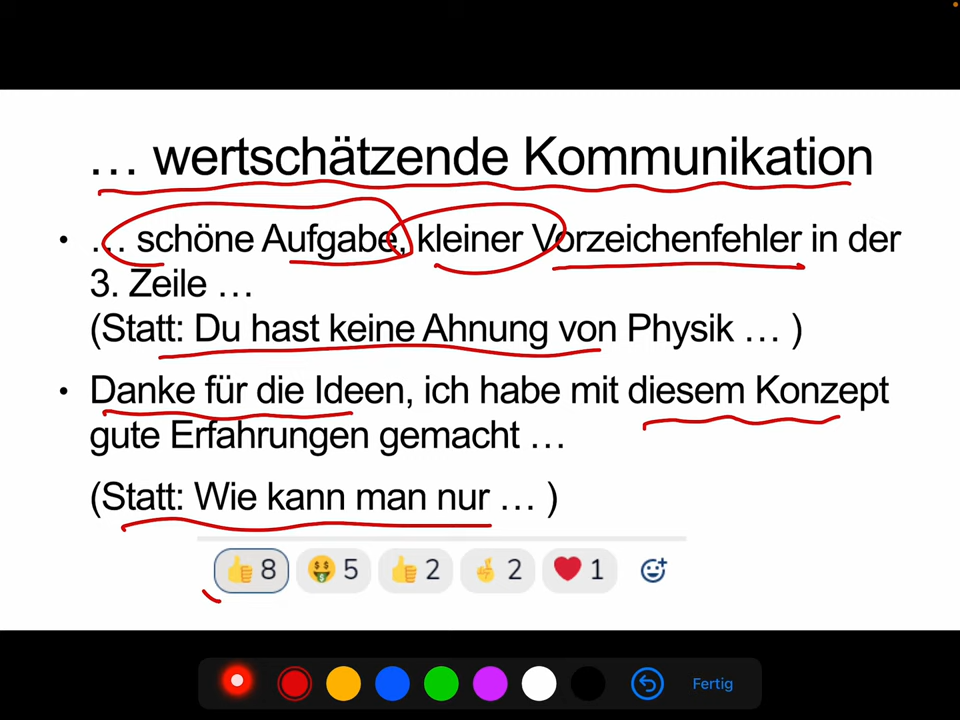 … wertschätzende Kommunikation
• … schöne Aufgabe, kleiner Vorzeichenfehler in der
3. Zeile …
(Statt: Du hast keine Ahnung von Physik … )
• Danke für die Ideen, ich habe mit diesem Konzept
gute Erfahrungen gemacht …
(Statt: Wie kann man nur … )
👍 8 🤑 5 👍 2 🤞 2 ❤️ 1
Fertig